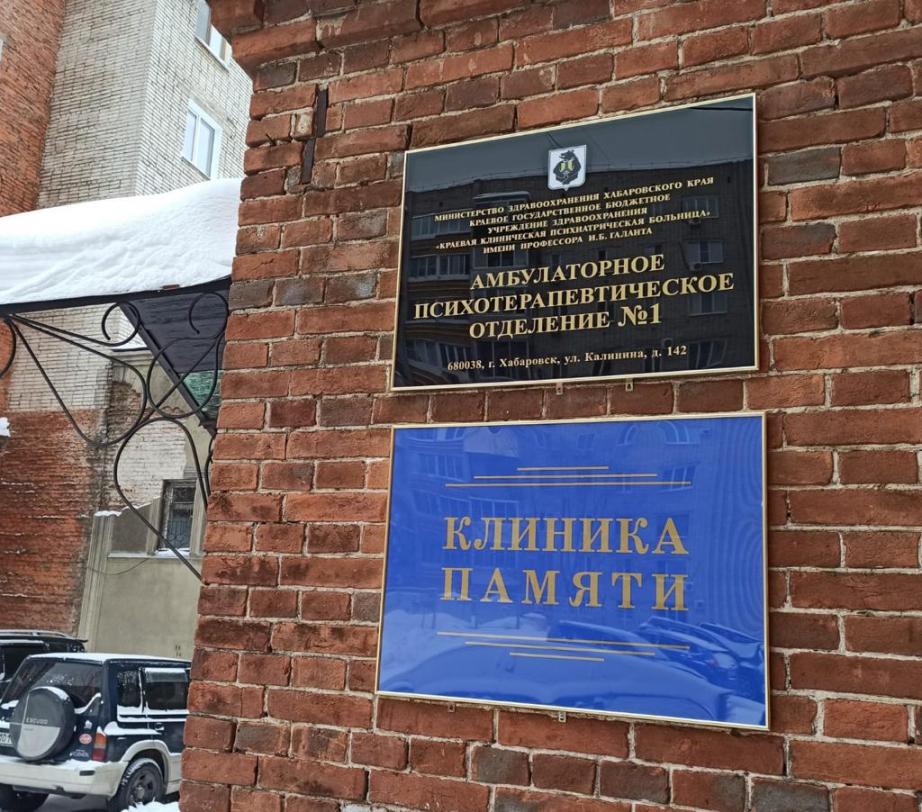 МИНИСТЕРСТВО ЗДРАВООХРАНЕНИЯ ХАБАРОВСКОГО КРАЯ
КРАЕВОЕ ГОСУДАРСТВЕННОЕ БЮДЖЕТНОЕ
УЧРЕЖДЕНИЕ ЗДРАВООХРАНЕНИЯ
«КРАЕВАЯ КЛИНИЧЕСКАЯ ПСИХИАТРИЧЕСКАЯ БОЛЬНИЦА»
ИМЕНИ ПРОФЕССОРА И.Б. ГАЛАНТА
АМБУЛАТОРНОЕ
ПСИХОТЕРАПЕВТИЧЕСКОЕ
ОТДЕЛЕНИЕ №1
680038, г. Хабаровск, ул. Калинина, д. 142
КЛИНИКА
ПАМЯТИ
ESCUDO